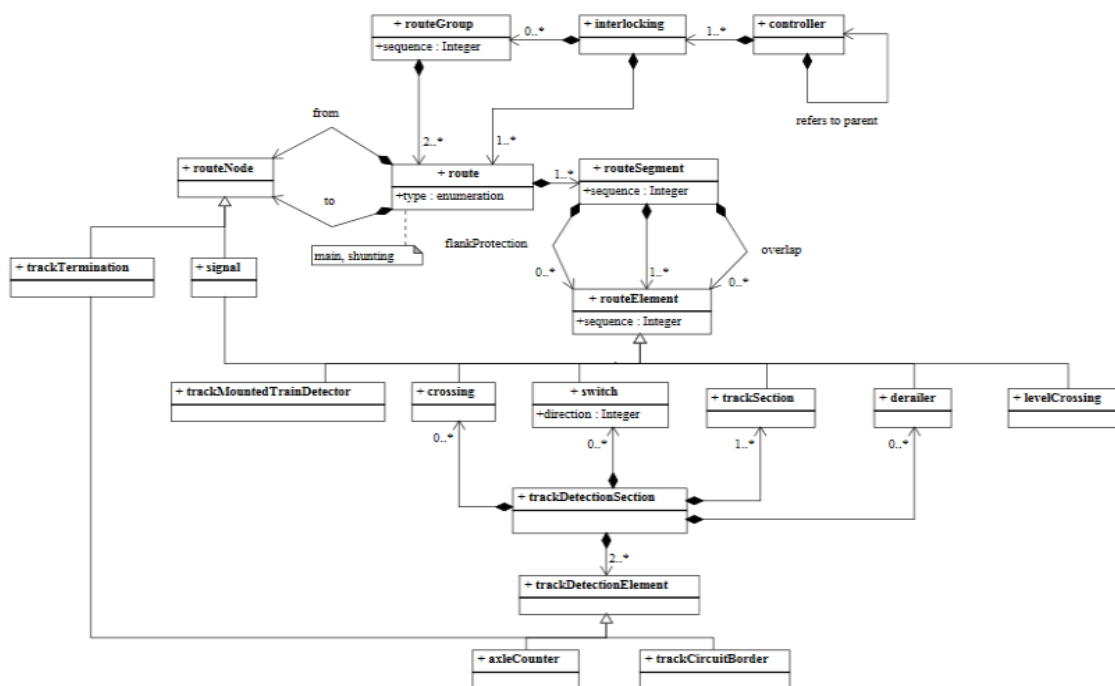 + routeGroup
+sequence : Integer
0..*
+ interlocking
1..*
+ controller
refers to parent
from
2..*
1..*
+ routeNode
+ route
+type : enumeration
1..*
+ routeSegment
+sequence : Integer
to
main, shunting
flankProtection
overlap
+ trackTermination
+ signal
0..*
1..*
0..*
+ routeElement
+sequence : Integer
+ trackMountedTrainDetector
+ crossing
+ switch
+direction : Integer
+ trackSection
+ derailer
+ levelCrossing
0..*
0..*
1..*
0..*
+ trackDetectionSection
2..*
+ trackDetectionElement
+ axleCounter
+ trackCircuitBorder